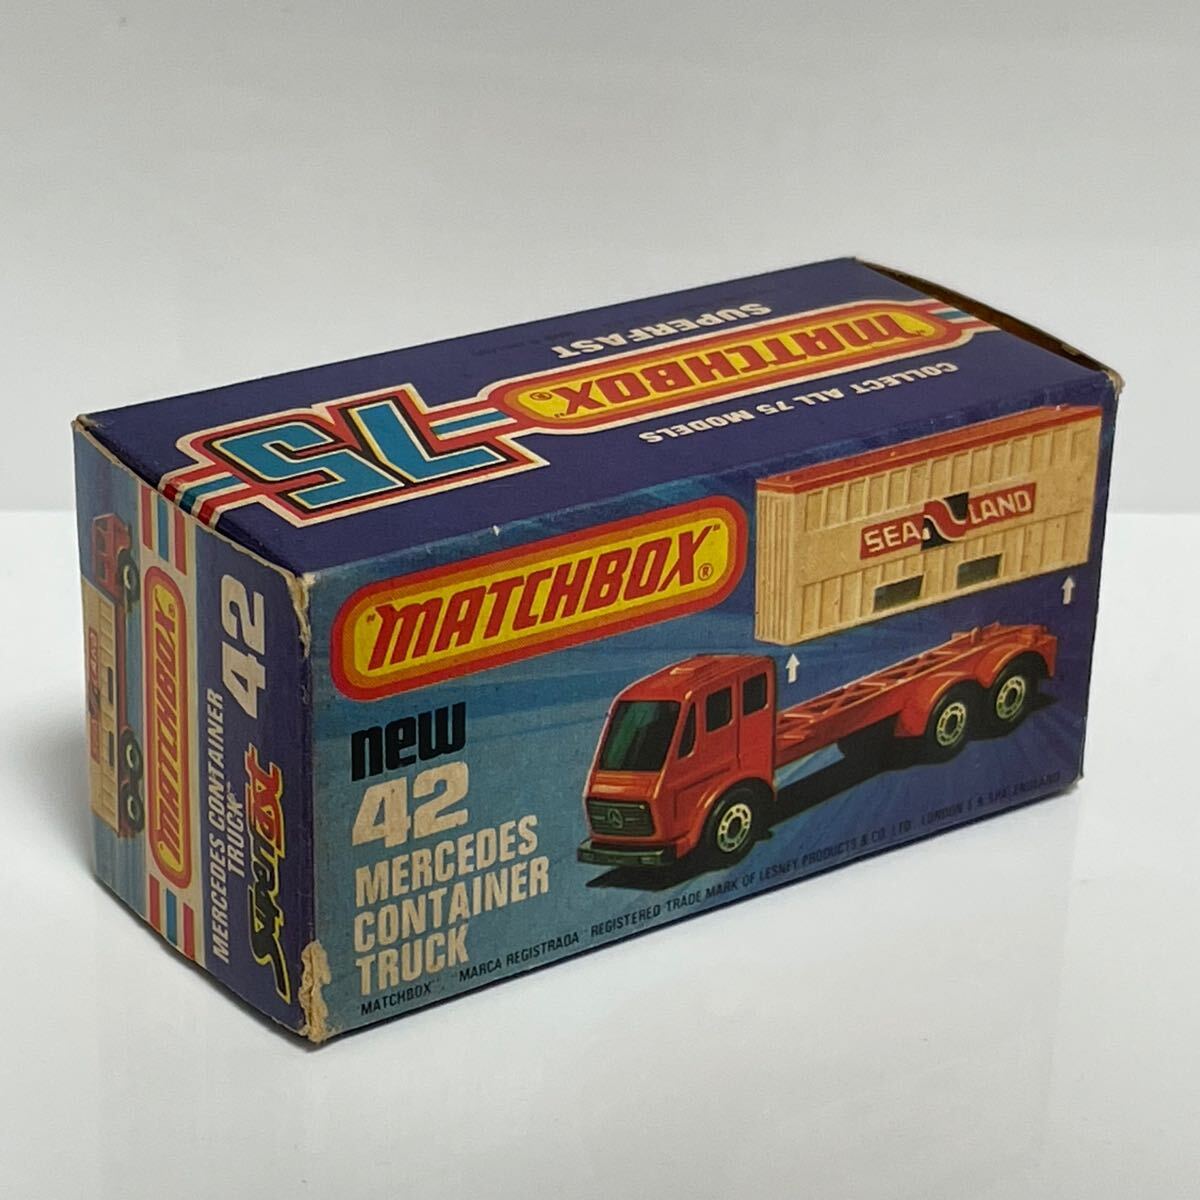 SUPERFAST
"MATCHBOX"®
75
COLLECT ALL 75 MODELS
"MATCHBOX"®
SEA LAND
new
42
MERCEDES
CONTAINER
TRUCK
"MATCHBOX" "MARCA REGISTRADA" REGISTERED TRADE MARK OF LESNEY PRODUCTS & CO. LTD. LONDON E 9 5PA, ENGLAND
"MATCHBOX"®
MERCEDES CONTAINER
TRUCK
42
Superfast